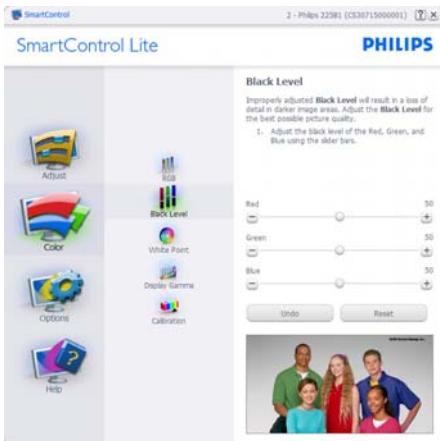 SmartControl
2 - Philips 225B1 (CS30715000001)
SmartControl Lite
PHILIPS
Adjust
Color
Options
Help
RGB
Black Level
White Point
Display Gamma
Calibration
Black Level
Improperly adjusted Black Level will result in a loss of
detail in darker image areas. Adjust the Black Level for
the best possible picture quality.
1. Adjust the black level of the Red, Green, and
Blue using the slider bars.
Red 50
Green 50
Blue 50
Undo
Reset